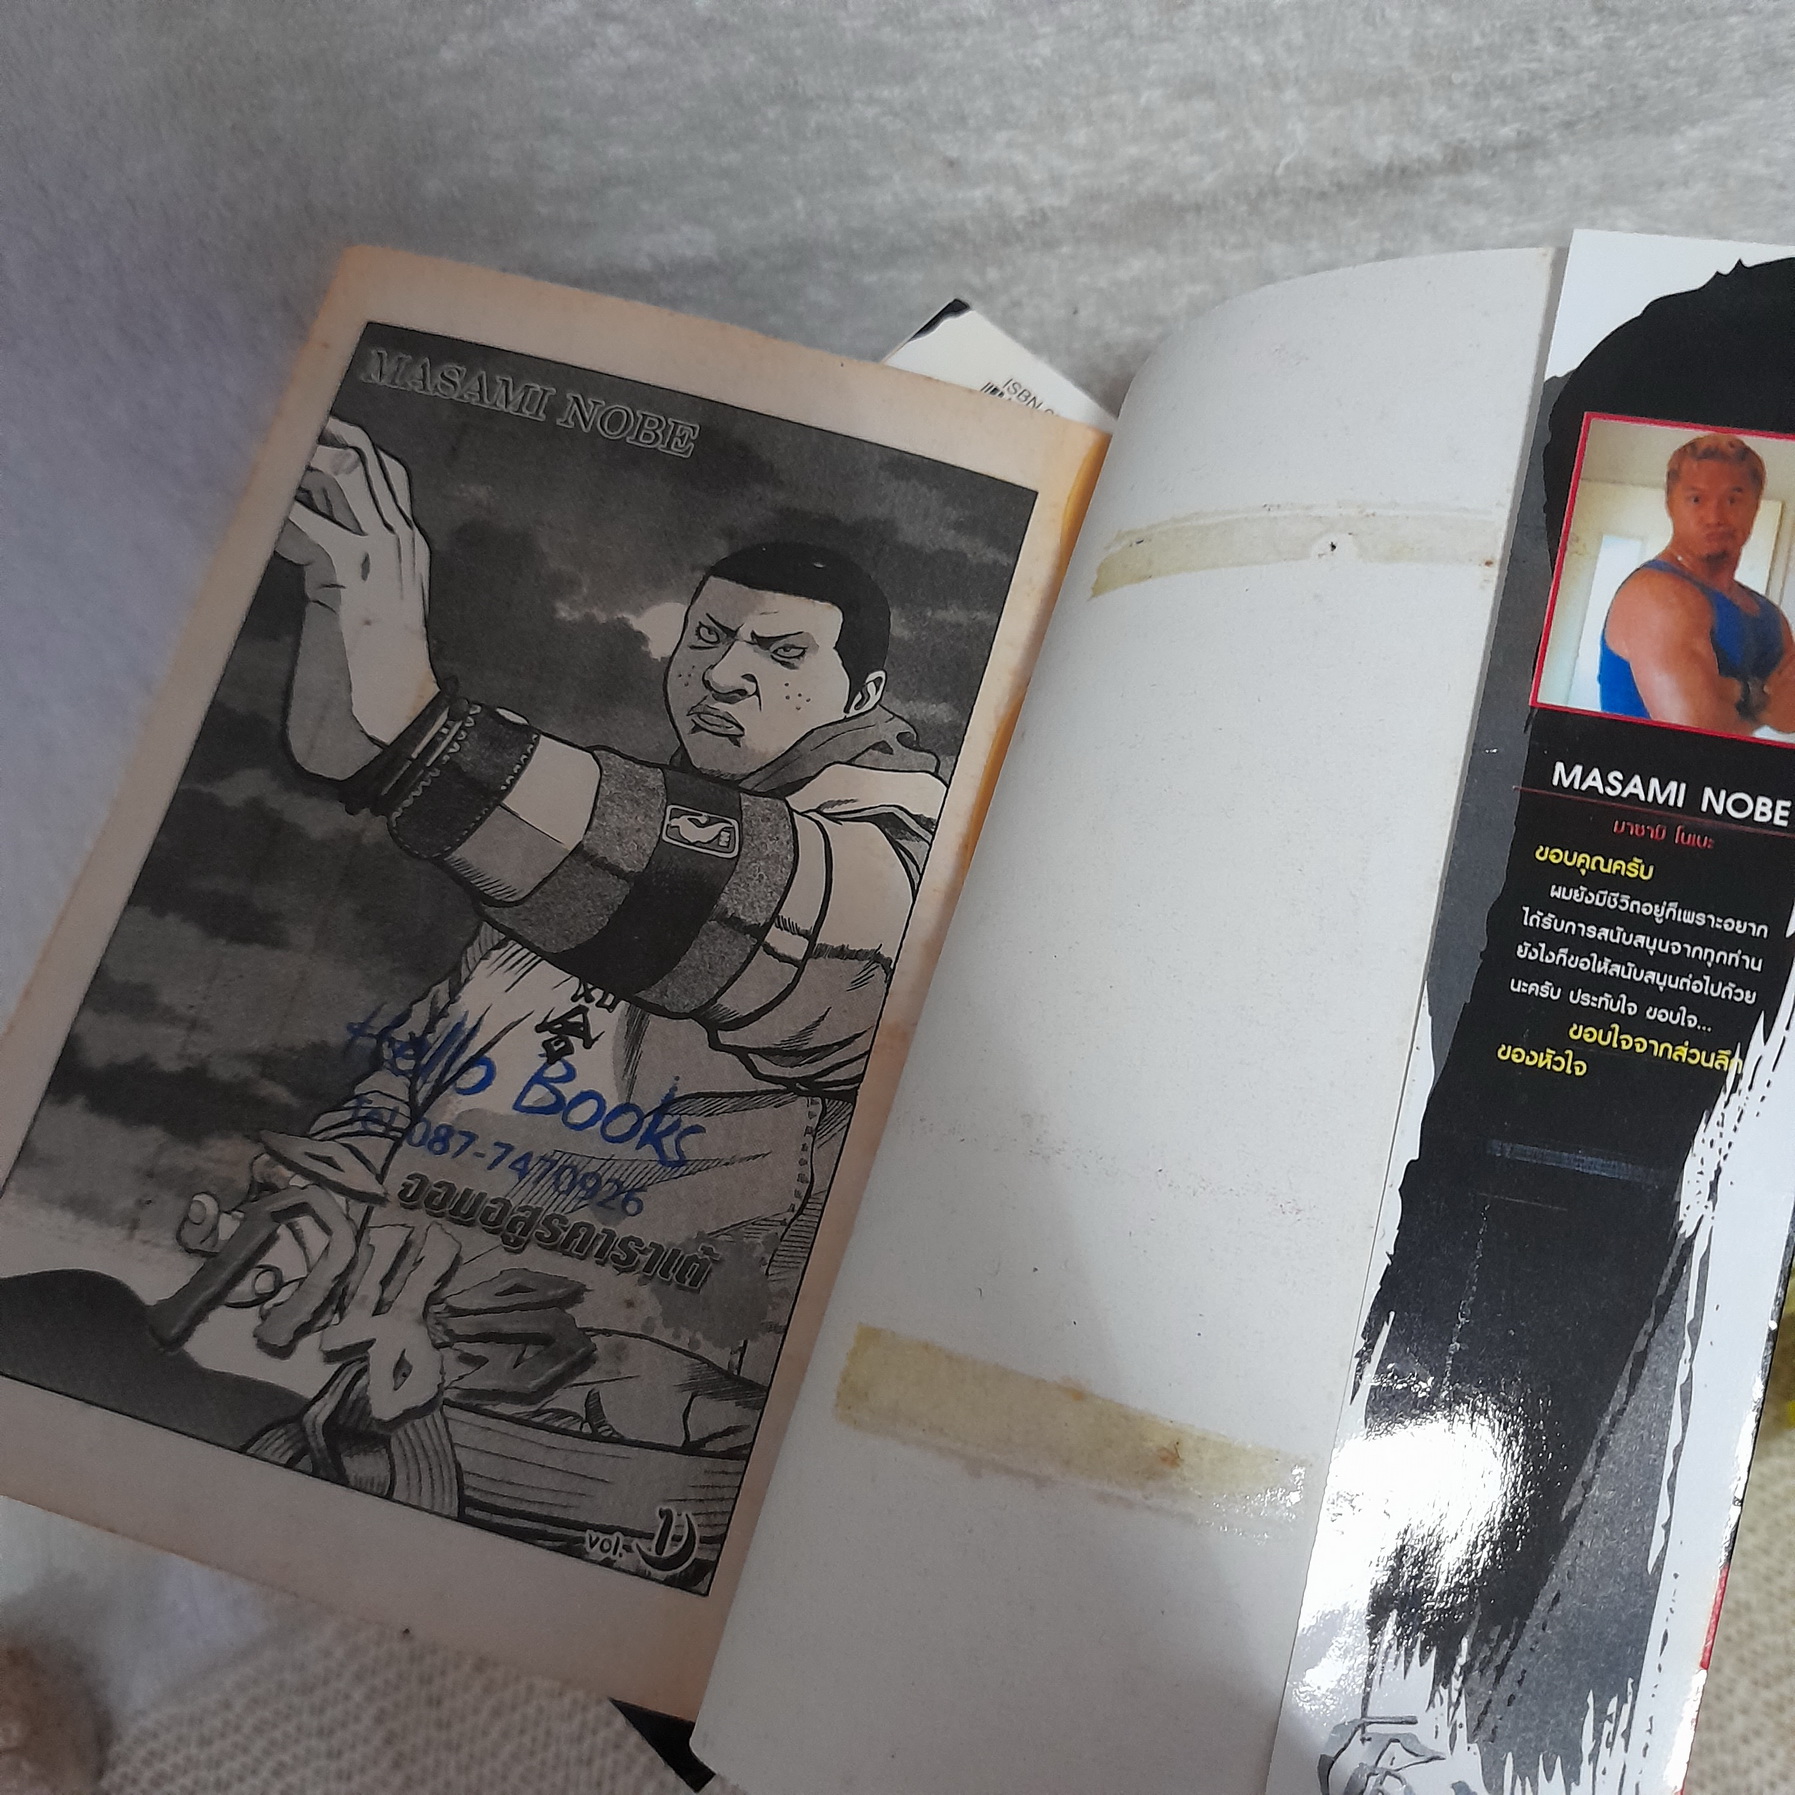 MASAMI NOBE
Hello Books
Tel.087-7470926
จอมอสูรคาราเต้
vol.
ISBN
MASAMI NOBE
มาซามิ โนเบะ
ขอบคุณครับ
ผมยังมีชีวิตอยู่ก็เพราะอยาก
ได้รับการสนับสนุนจากทุกท่าน
ยังไงก็ขอให้สนับสนุนต่อไปด้วย
นะครับ ประทับใจ ขอบใจ...
ขอบใจจากส่วนลึก
ของหัวใจ